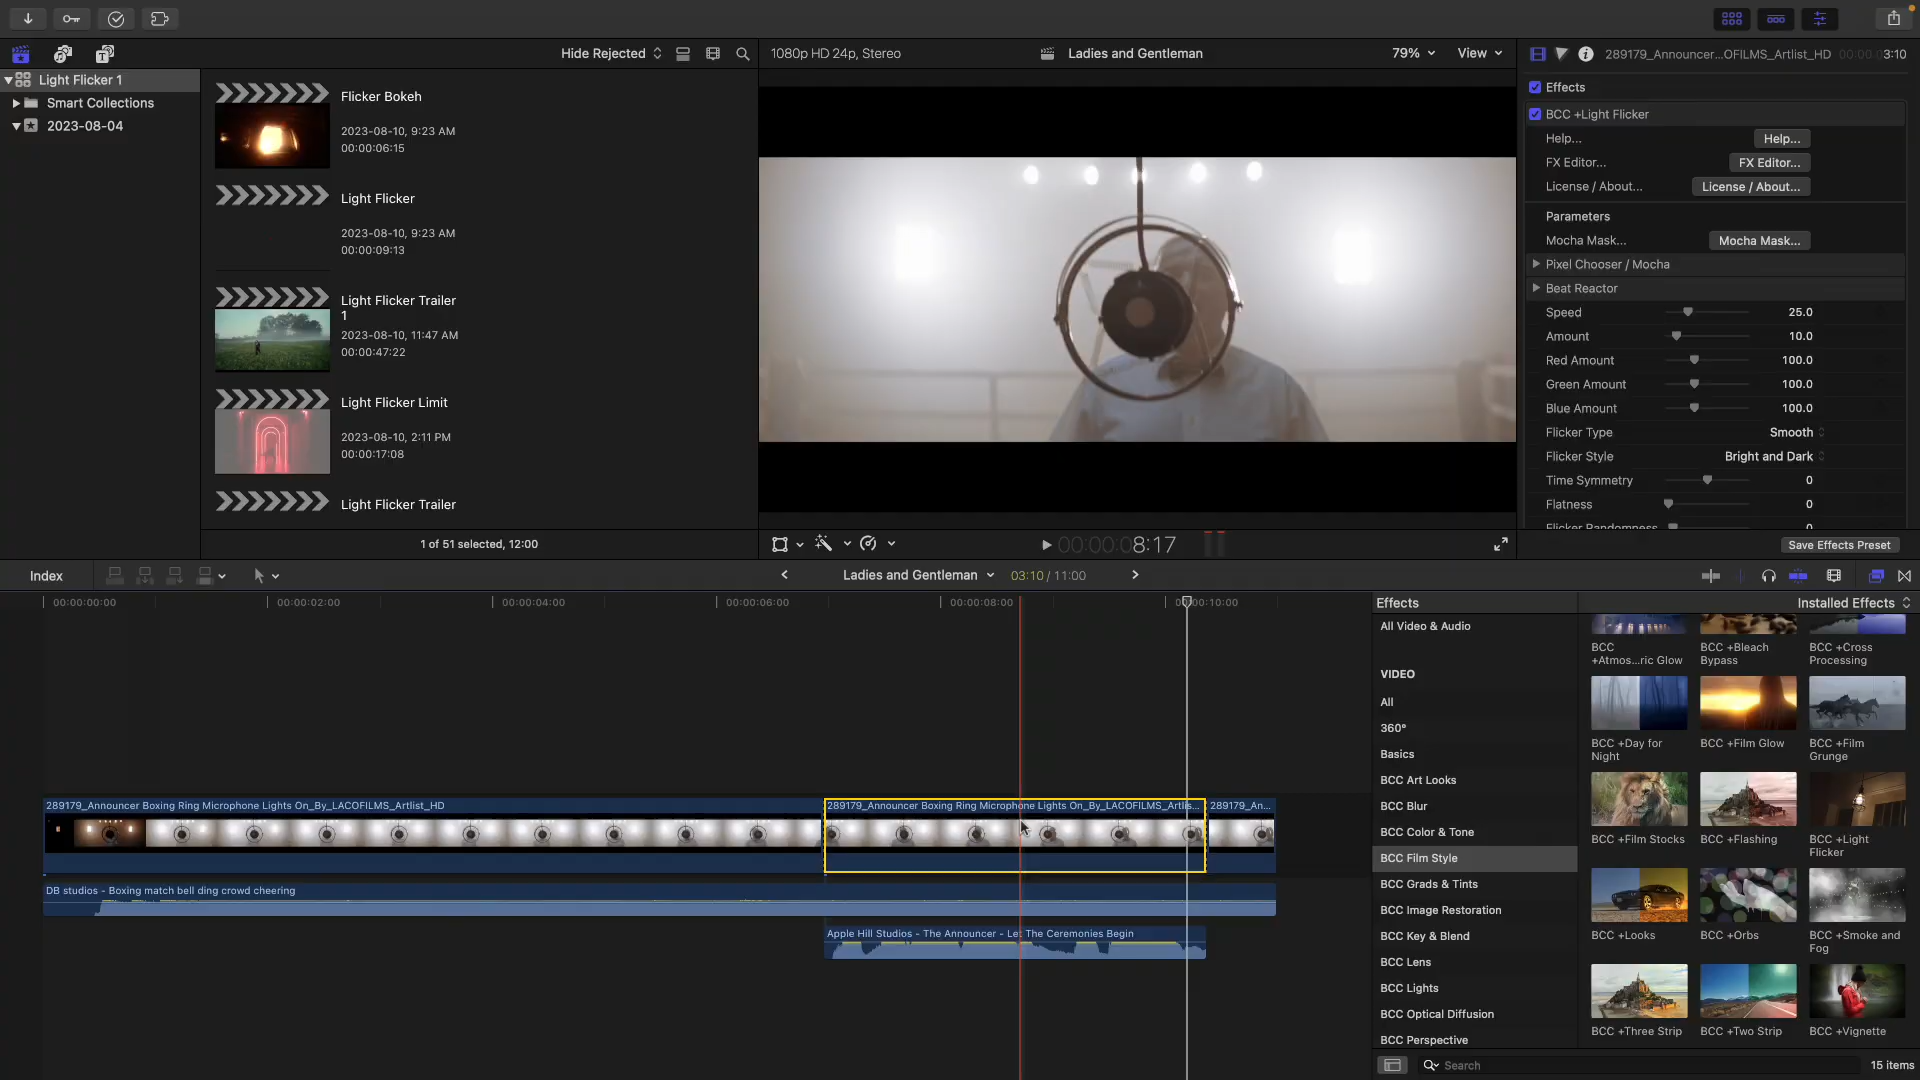 Hide Rejected
1080p HD 24p, Stereo
Ladies and Gentleman
79%
View
289179_Announcer...OFILMS_Artlist_HD
3:10
Light Flicker 1
Smart Collections
2023-08-04
Flicker Bokeh
2023-08-10, 9:23 AM
00:00:06:15
Light Flicker
2023-08-10, 9:23 AM
00:00:09:13
Light Flicker Trailer
1
2023-08-10, 11:47 AM
00:00:47:22
Light Flicker Limit
2023-08-10, 2:11 PM
00:00:17:08
Light Flicker Trailer
1 of 51 selected, 12:00
00:00:08:17
Effects
BCC +Light Flicker
Help...
Help...
FX Editor...
FX Editor...
License / About...
License / About...
Parameters
Mocha Mask...
Mocha Mask...
Pixel Chooser / Mocha
Beat Reactor
Speed 25.0
Amount 10.0
Red Amount 100.0
Green Amount 100.0
Blue Amount 100.0
Flicker Type Smooth
Flicker Style Bright and Dark
Time Symmetry 0
Flatness 0
Flicker Randomness 0
Save Effects Preset
Index
Ladies and Gentleman
03:10 / 11:00
00:00:00:00
00:00:02:00
00:00:04:00
00:00:06:00
00:00:08:00
00:00:10:00
289179_Announcer Boxing Ring Microphone Lights On_By_LACOFILMS_Artlist_HD
289179_Announcer Boxing Ring Microphone Lights On_By_LACOFILMS_Artlis...
289179_An...
DB studios - Boxing match bell ding crowd cheering
Apple Hill Studios - The Announcer - Let The Ceremonies Begin
Effects
Installed Effects
All Video & Audio
VIDEO
All
360°
Basics
BCC Art Looks
BCC Blur
BCC Color & Tone
BCC Film Style
BCC Grads & Tints
BCC Image Restoration
BCC Key & Blend
BCC Lens
BCC Lights
BCC Optical Diffusion
BCC Perspective
BCC
+Atmos...ric Glow
BCC +Bleach
Bypass
BCC +Cross
Processing
BCC +Day for
Night
BCC +Film Glow
BCC +Film
Grunge
BCC +Film Stocks
BCC +Flashing
BCC +Light
Flicker
BCC +Looks
BCC +Orbs
BCC +Smoke and
Fog
BCC +Three Strip
BCC +Two Strip
BCC +Vignette
Search
15 items